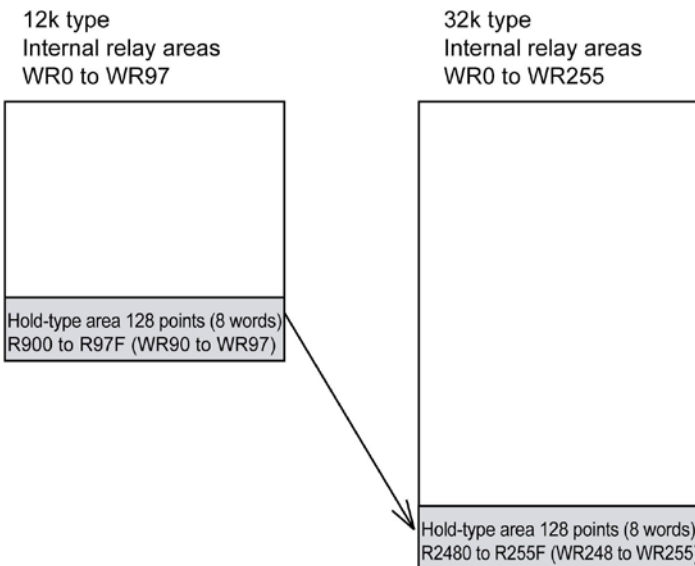 12k type
Internal relay areas
WR0 to WR97
Hold-type area 128 points (8 words)
R900 to R97F (WR90 to WR97)
32k type
Internal relay areas
WR0 to WR255
Hold-type area 128 points (8 words)
R2480 to R255F (WR248 to WR255)